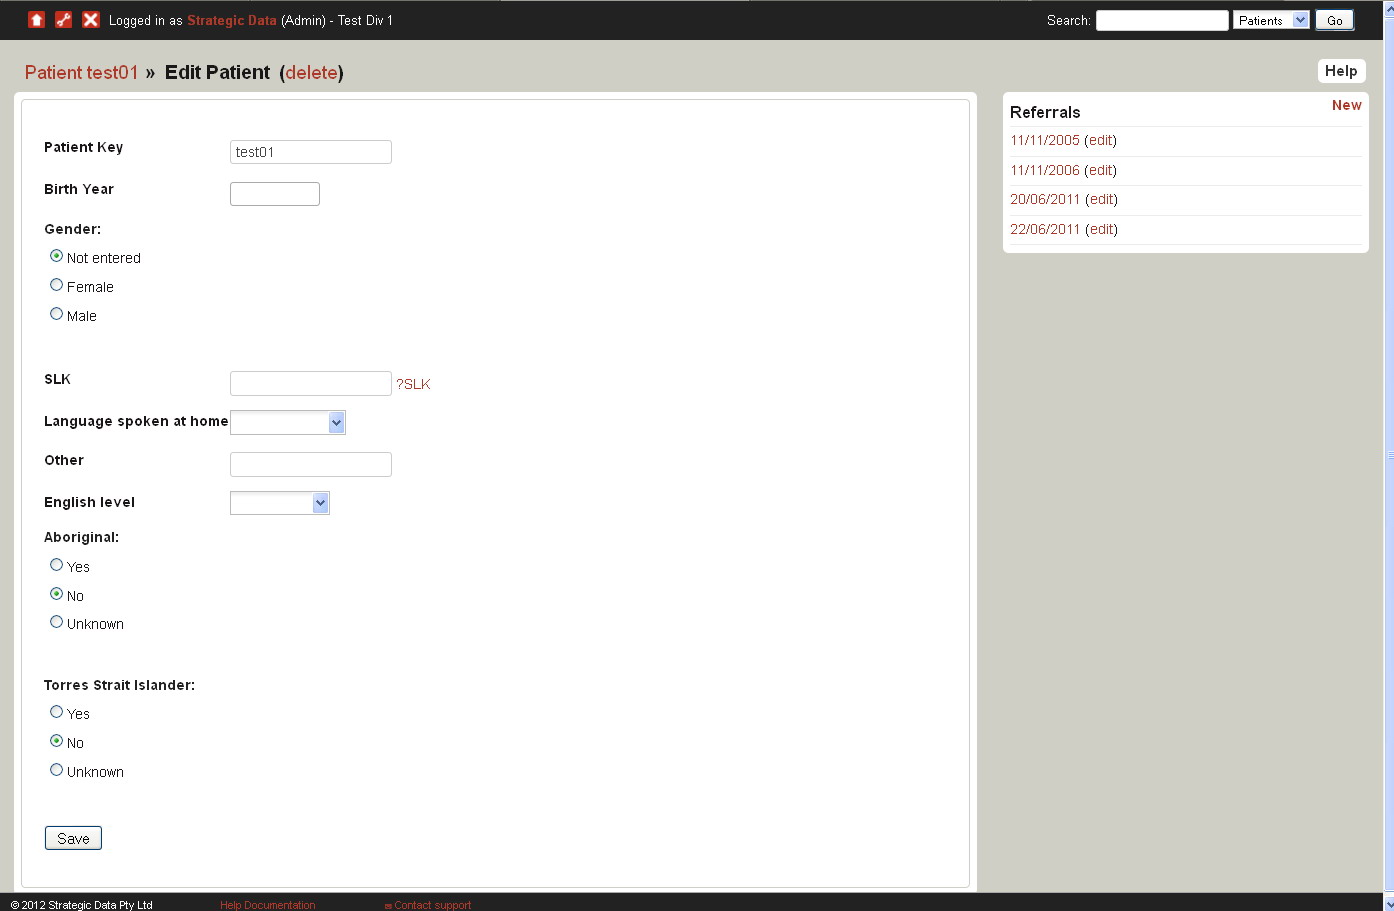 Logged in as Strategic Data (Admin) - Test Div 1
Search: Patients Go
Patient test01 » Edit Patient (delete)
Help
Patient Key test01
Birth Year
Gender:
Not entered
Female
Male
SLK ?SLK
Language spoken at home
Other
English level
Aboriginal:
Yes
No
Unknown
Torres Strait Islander:
Yes
No
Unknown
Save
Referrals New
11/11/2005 (edit)
11/11/2006 (edit)
20/06/2011 (edit)
22/06/2011 (edit)
© 2012 Strategic Data Pty Ltd Help Documentation Contact support